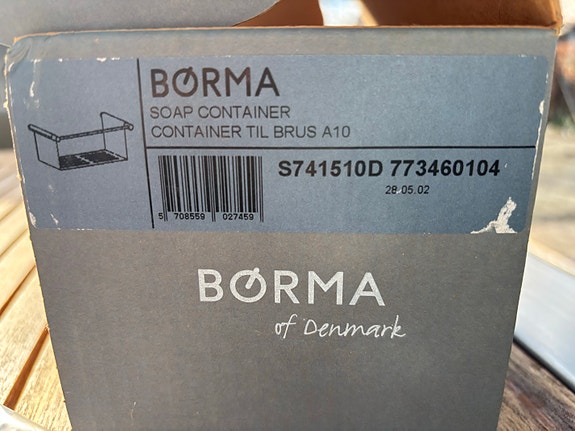 BØRMA
SOAP CONTAINER
CONTAINER TIL BRUS A10
S741510D 773460104
28.05.02
5 708559 027459
BØRMA
of Denmark